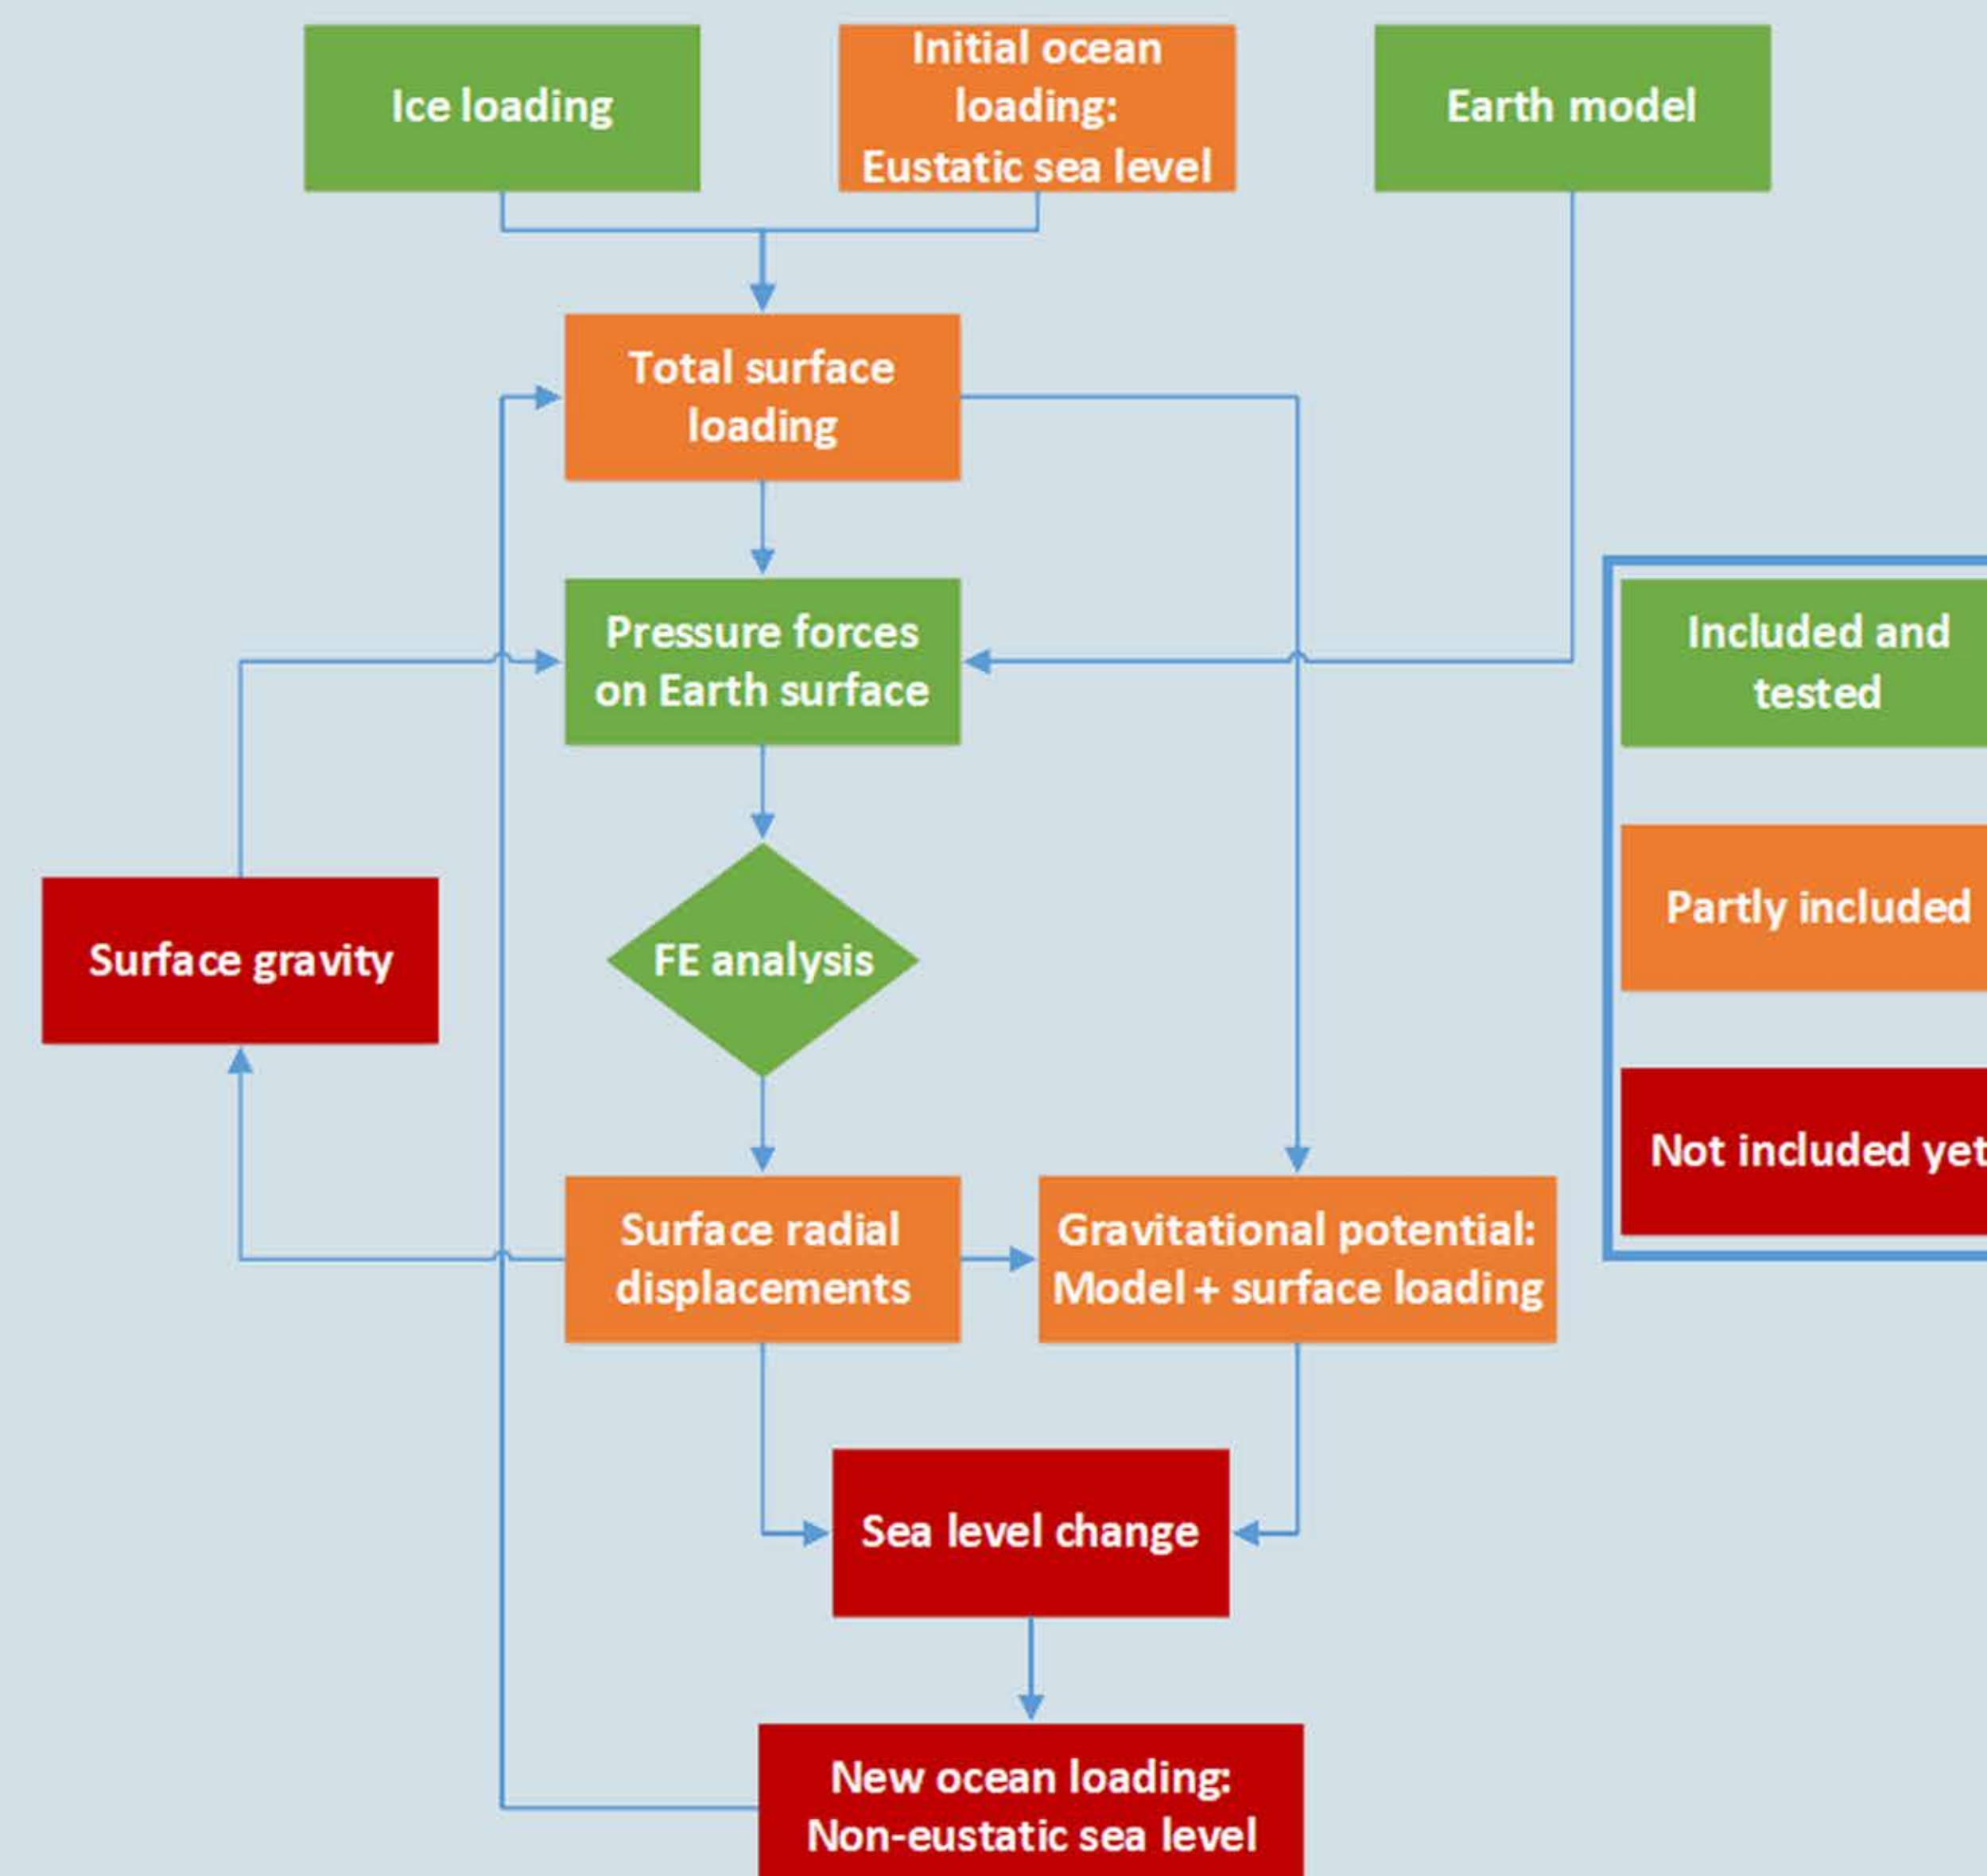 Ice loading
Initial ocean
loading:
Eustatic sea level
Earth model
Total surface
loading
Pressure forces
on Earth surface
Included and
tested
Partly included
Surface gravity
FE analysis
Not included yet
Surface radial
displacements
Gravitational potential:
Model + surface loading
Sea level change
New ocean loading:
Non-eustatic sea level